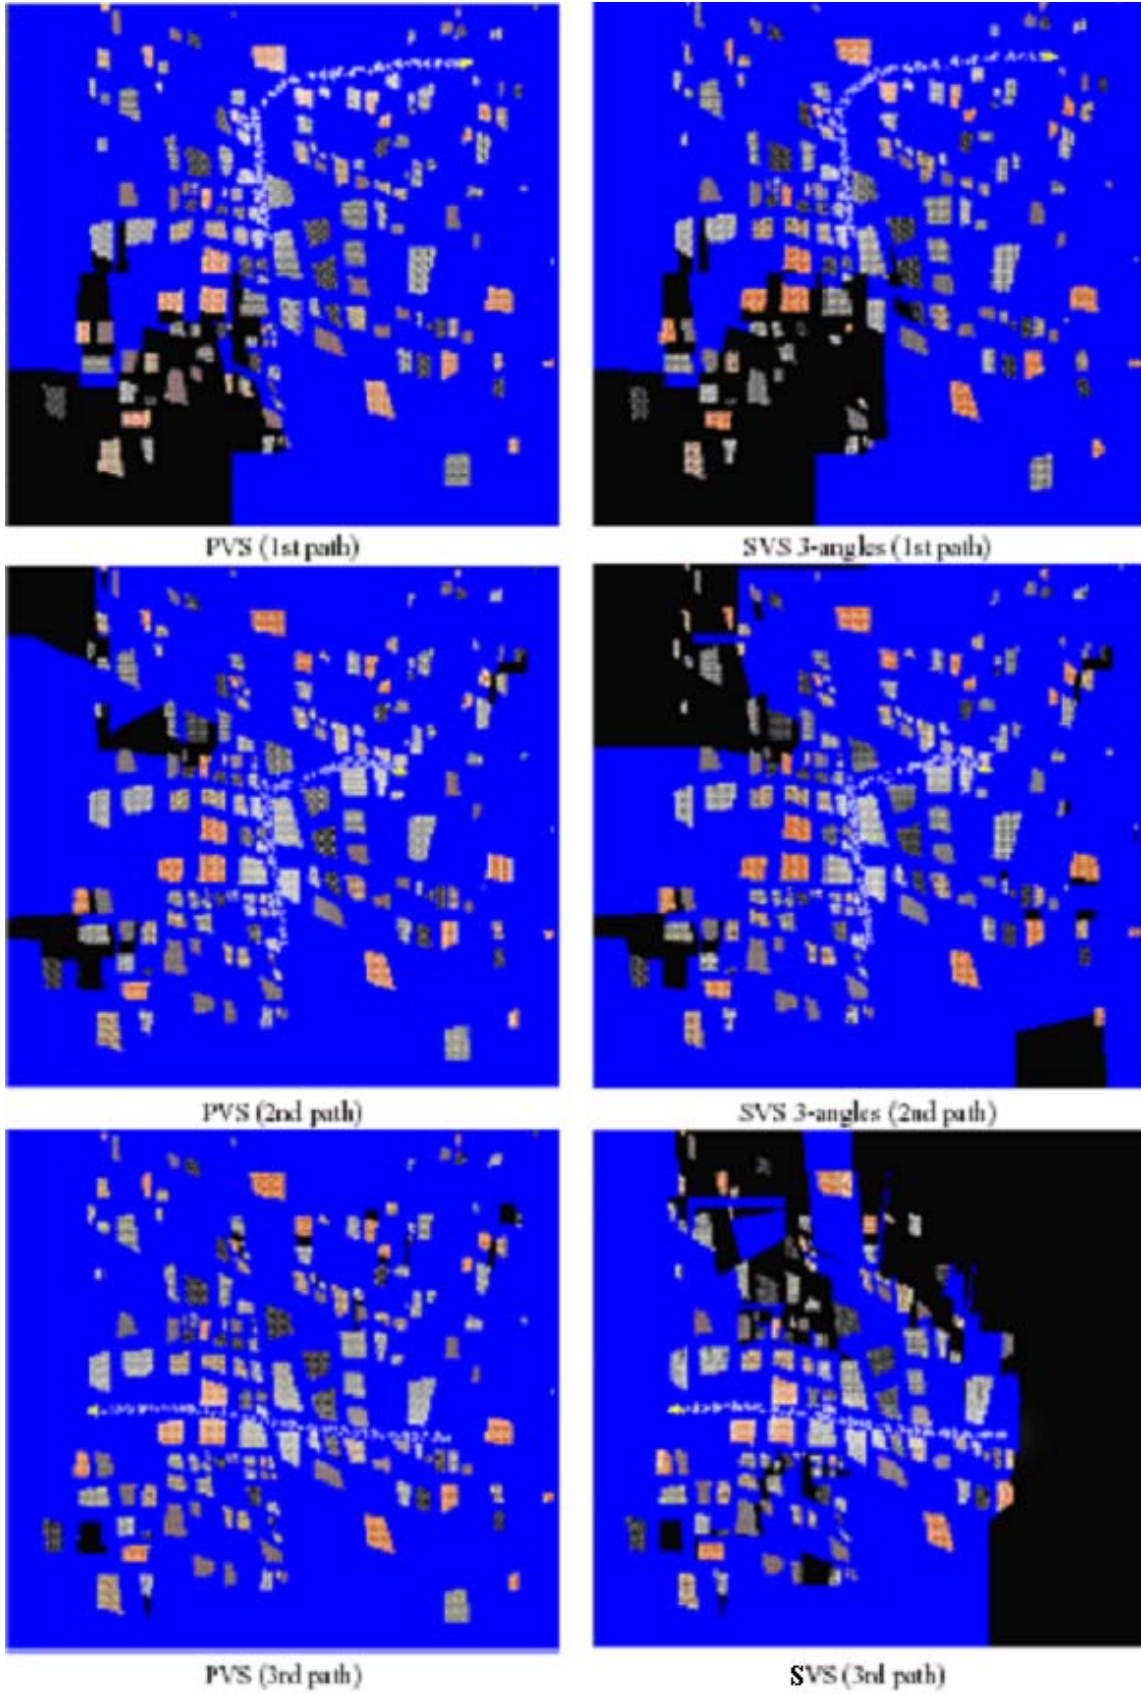 PVS (1st path)
SVS 3-angles (1st path)
PVS (2nd path)
SVS 3-angles (2nd path)
PVS (3rd path)
SVS (3rd path)